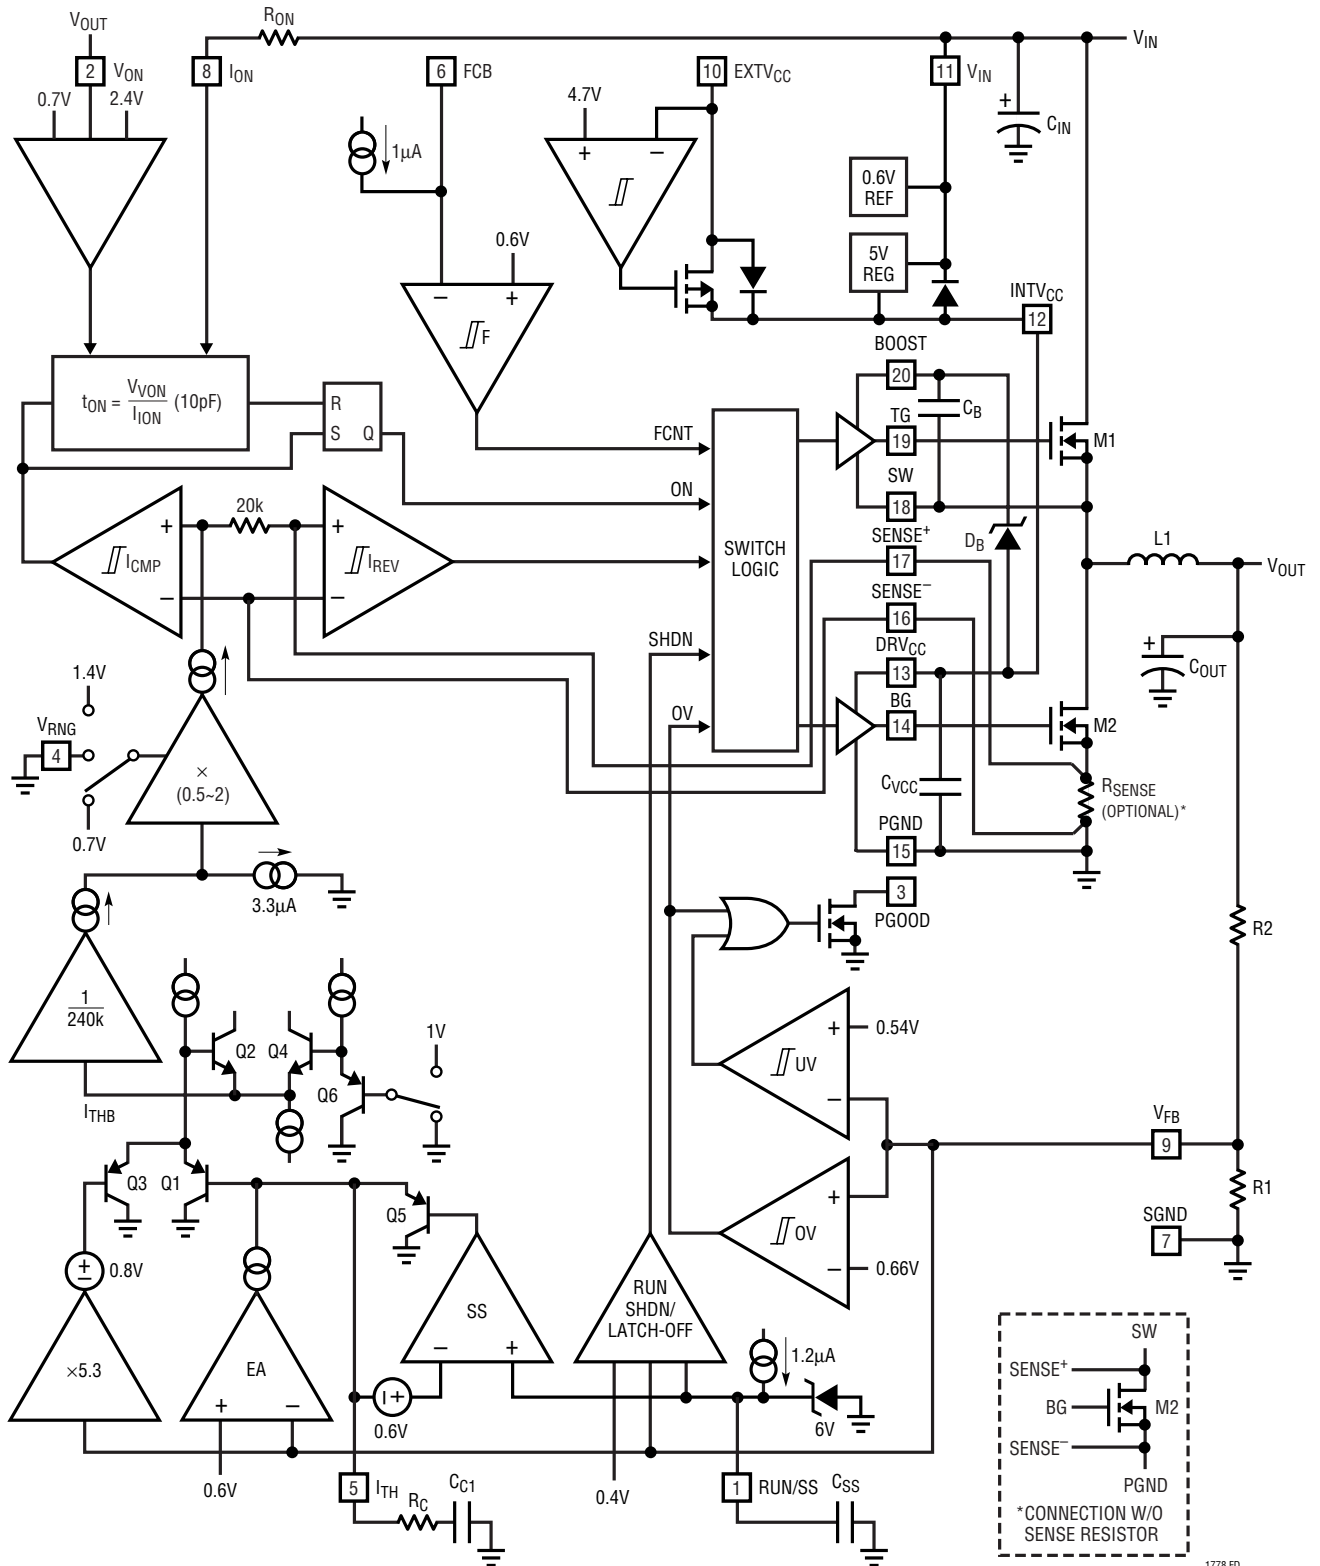 VOUT
RON
VIN
2
VON
8
ION
6
FCB
10
EXTVCC
11
VIN
0.7V
2.4V
4.7V
+
CIN
1µA
+
–
0.6V
REF
0.6V
5V
REG
–
+
INTVCC
12
F
BOOST
20
tON = VVON / IION (10pF)
R
S
Q
CB
FCNT
TG
19
M1
ON
SW
18
20k
+
+
SENSE+
DB
L1
ICMP
IREV
SWITCH
LOGIC
17
VOUT
–
–
SENSE–
16
SHDN
DRVCC
+
COUT
1.4V
13
VRNG
OV
BG
M2
4
14
×
(0.5~2)
CVCC
RSENSE
(OPTIONAL)*
0.7V
PGND
15
3.3µA
3
PGOOD
R2
1
240k
+
0.54V
1V
Q2
Q4
UV
Q6
–
ITHB
VFB
9
Q3
Q1
+
R1
Q5
SGND
OV
7
+
–
0.8V
–
0.66V
RUN
SHDN/
LATCH-OFF
SS
SW
×5.3
EA
–
+
1.2µA
SENSE+
+
–
+
BG
M2
0.6V
6V
SENSE–
5
ITH
CC1
1
RUN/SS
CSS
PGND
0.6V
RC
0.4V
*CONNECTION W/O
SENSE RESISTOR
1778 FD